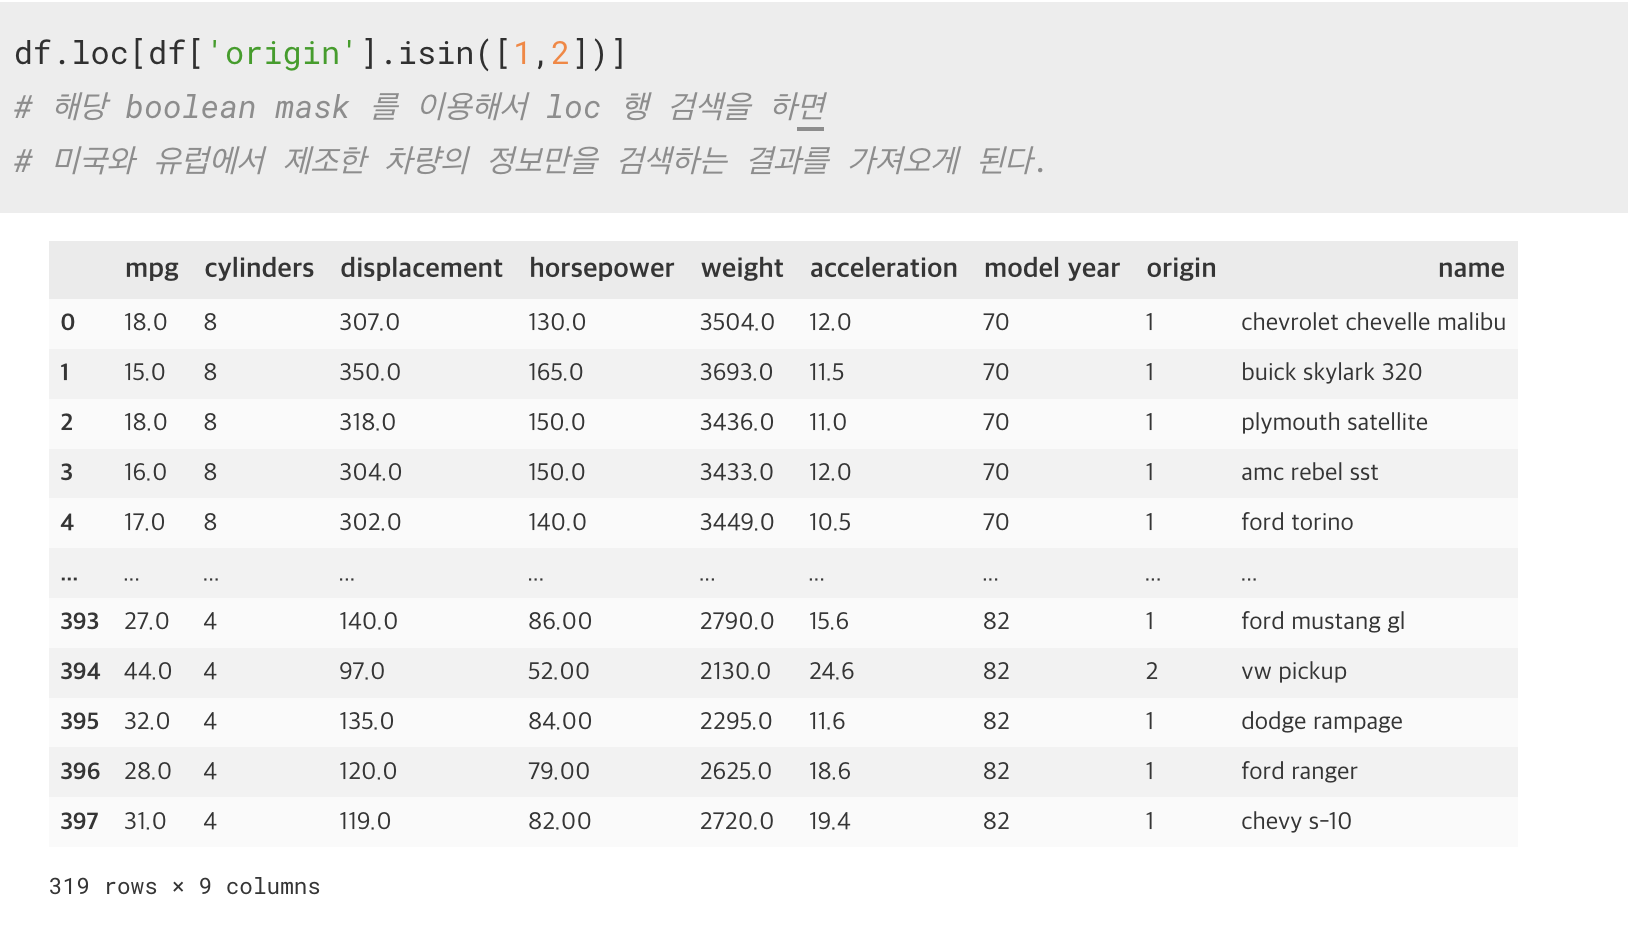 df.loc[df['origin'].isin([1,2])]
# 해당 boolean mask 를 이용해서 loc 행 검색을 하면
# 미국와 유럽에서 제조한 차량의 정보만을 검색하는 결과를 가져오게 된다.
mpg cylinders displacement horsepower weight acceleration model year origin name
0 18.0 8 307.0 130.0 3504.0 12.0 70 1 chevrolet chevelle malibu
1 15.0 8 350.0 165.0 3693.0 11.5 70 1 buick skylark 320
2 18.0 8 318.0 150.0 3436.0 11.0 70 1 plymouth satellite
3 16.0 8 304.0 150.0 3433.0 12.0 70 1 amc rebel sst
4 17.0 8 302.0 140.0 3449.0 10.5 70 1 ford torino
... ... ... ... ... ... ... ... ... ...
393 27.0 4 140.0 86.00 2790.0 15.6 82 1 ford mustang gl
394 44.0 4 97.0 52.00 2130.0 24.6 82 2 vw pickup
395 32.0 4 135.0 84.00 2295.0 11.6 82 1 dodge rampage
396 28.0 4 120.0 79.00 2625.0 18.6 82 1 ford ranger
397 31.0 4 119.0 82.00 2720.0 19.4 82 1 chevy s-10
319 rows × 9 columns